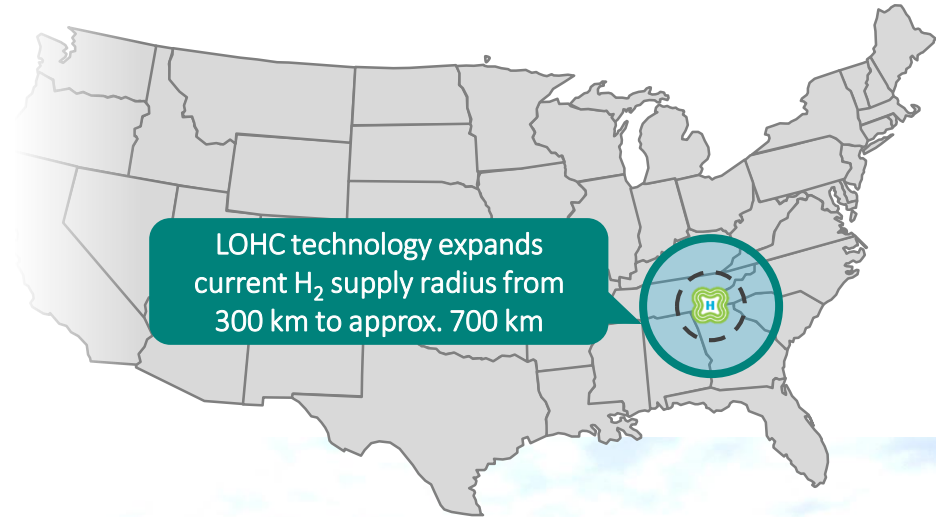 LOHC technology expands
current H₂ supply radius from
300 km to approx. 700 km
H